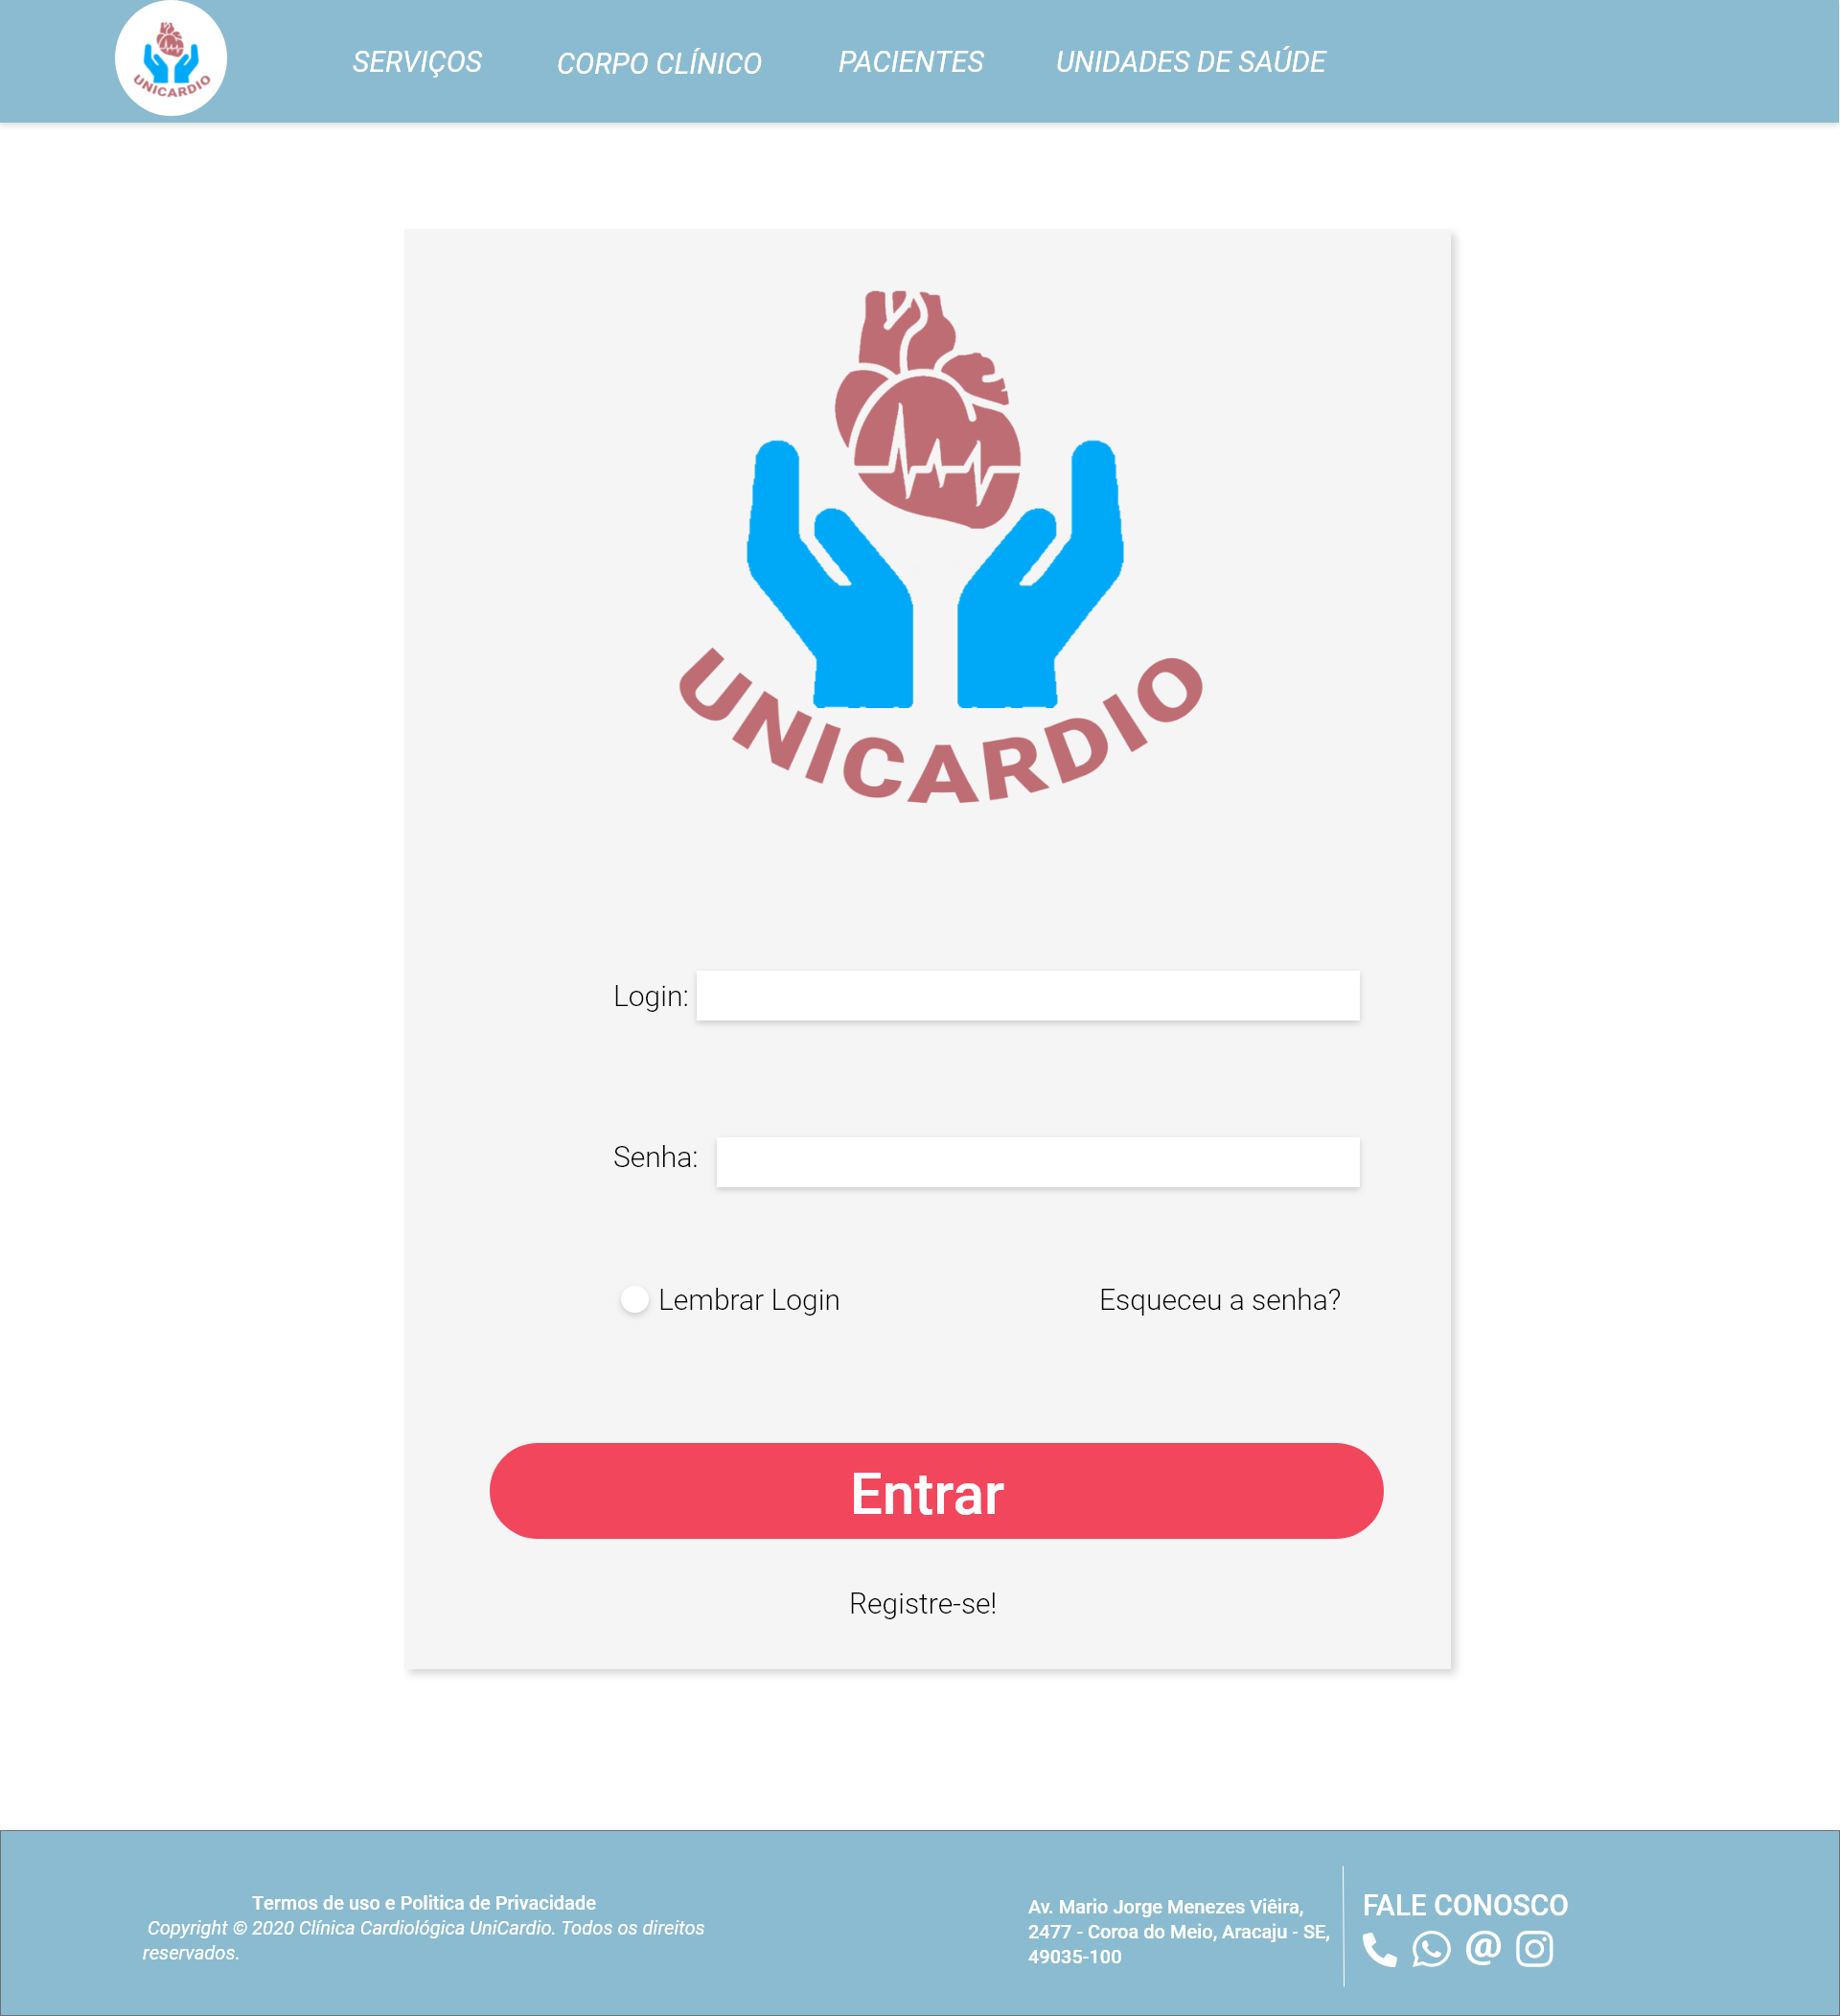 UNICARDIO
SERVIÇOS
CORPO CLÍNICO
PACIENTES
UNIDADES DE SAÚDE
UNICARDIO
Login:
Senha:
Lembrar Login
Esqueceu a senha?
Entrar
Registre-se!
Termos de uso e Politica de Privacidade
Copyright © 2020 Clínica Cardiológica UniCardio. Todos os direitos
reservados.
Av. Mario Jorge Menezes Viêira,
2477 - Coroa do Meio, Aracaju - SE,
49035-100
FALE CONOSCO